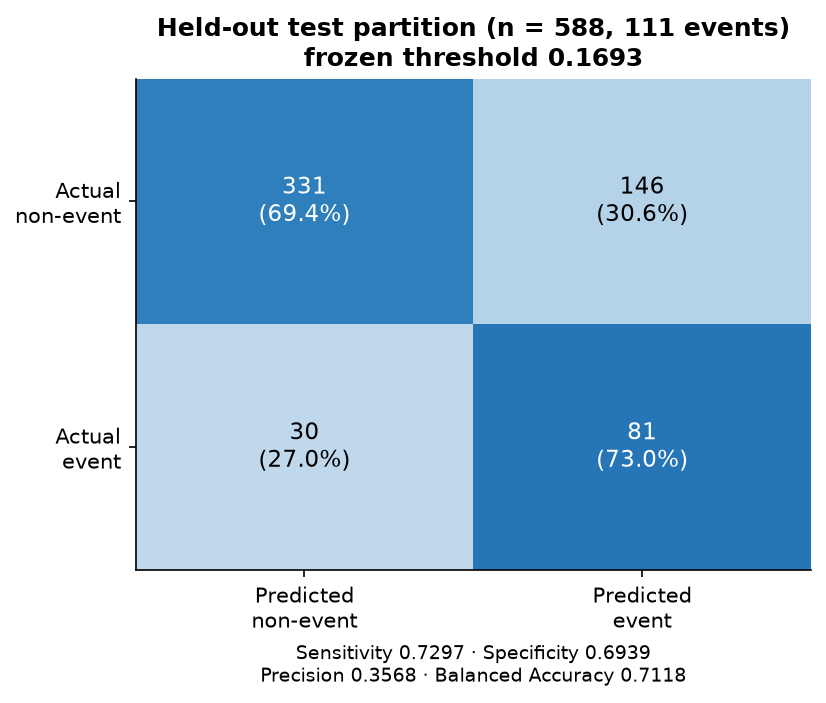 Held-out test partition (n = 588, 111 events)
frozen threshold 0.1693
Actual
non-event
331
(69.4%)
146
(30.6%)
Actual
event
30
(27.0%)
81
(73.0%)
Predicted
non-event
Predicted
event
Sensitivity 0.7297 · Specificity 0.6939
Precision 0.3568 · Balanced Accuracy 0.7118